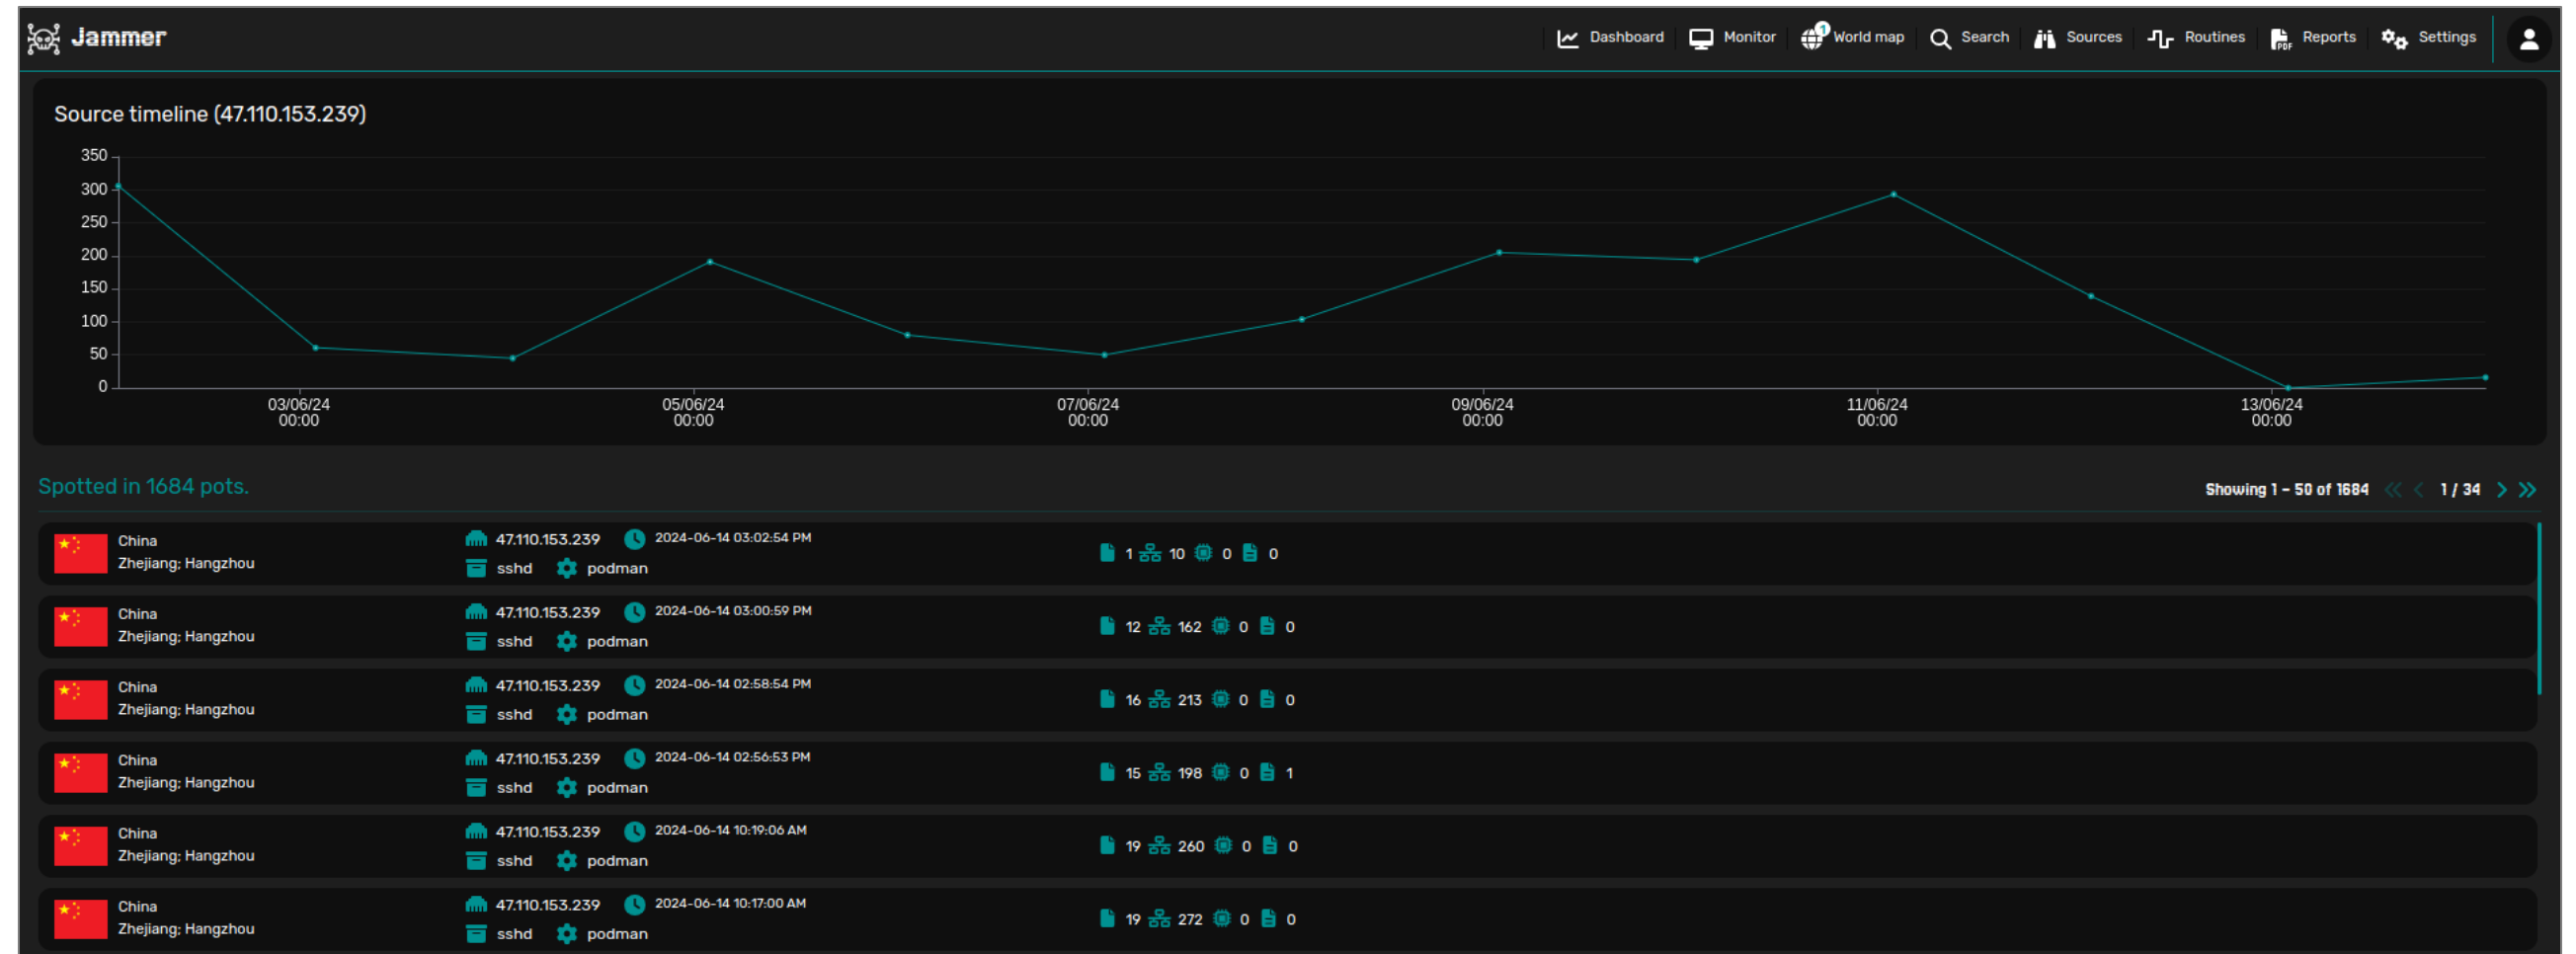 Jammer
Dashboard Monitor 1 World map Search Sources Routines PDF Reports Settings
Source timeline (47.110.153.239)
350
300
250
200
150
100
50
0
03/06/24 05/06/24 07/06/24 09/06/24 11/06/24 13/06/24
00:00 00:00 00:00 00:00 00:00 00:00
Spotted in 1684 pots.
Showing 1 - 50 of 1684 1 / 34
China
Zhejiang; Hangzhou
47.110.153.239 2024-06-14 03:02:54 PM
sshd podman
1 10 0 0
China
Zhejiang; Hangzhou
47.110.153.239 2024-06-14 03:00:59 PM
sshd podman
12 162 0 0
China
Zhejiang; Hangzhou
47.110.153.239 2024-06-14 02:58:54 PM
sshd podman
16 213 0 0
China
Zhejiang; Hangzhou
47.110.153.239 2024-06-14 02:56:53 PM
sshd podman
15 198 0 1
China
Zhejiang; Hangzhou
47.110.153.239 2024-06-14 10:19:06 AM
sshd podman
19 260 0 0
China
Zhejiang; Hangzhou
47.110.153.239 2024-06-14 10:17:00 AM
sshd podman
19 272 0 0